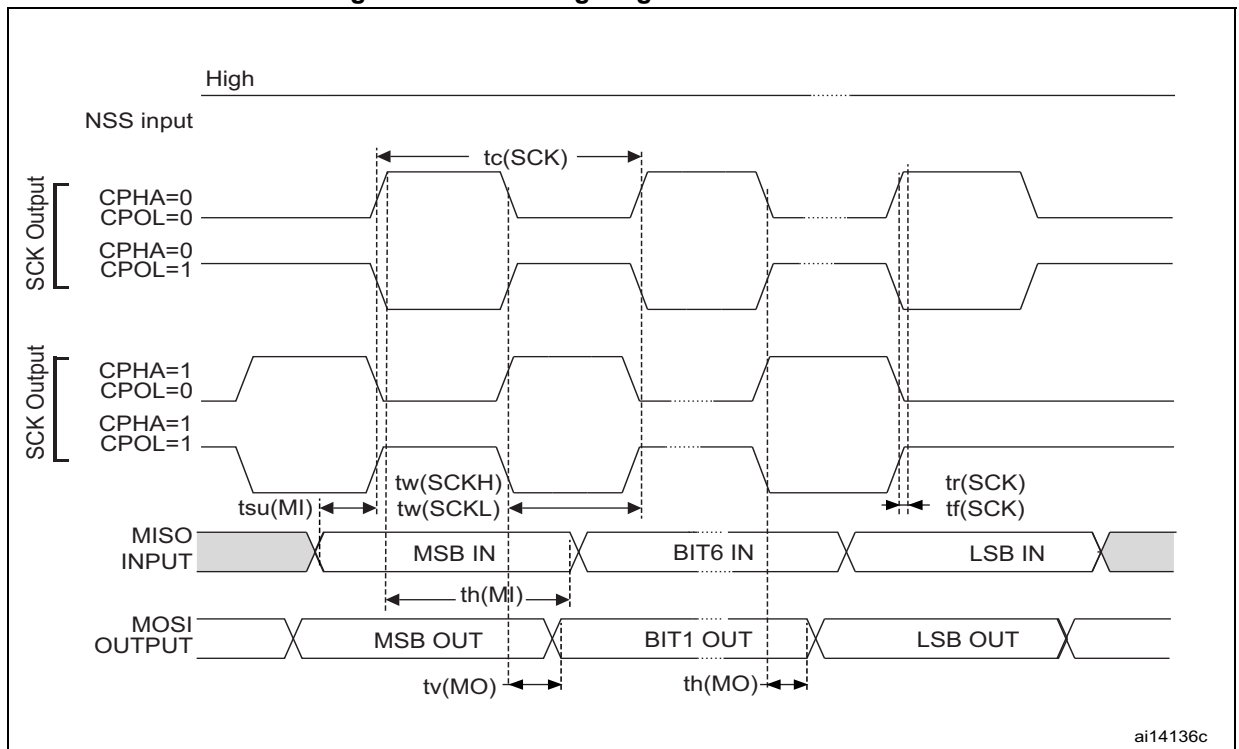 High
NSS input
tc(SCK)
SCK Output
CPHA=0
CPOL=0
CPHA=0
CPOL=1
SCK Output
CPHA=1
CPOL=0
CPHA=1
CPOL=1
tw(SCKH)
tw(SCKL)
tr(SCK)
tf(SCK)
tsu(MI)
MISO
INPUT
MSB IN
BIT6 IN
LSB IN
th(MI)
MOSI
OUTPUT
MSB OUT
BIT1 OUT
LSB OUT
tv(MO)
th(MO)
ai14136c